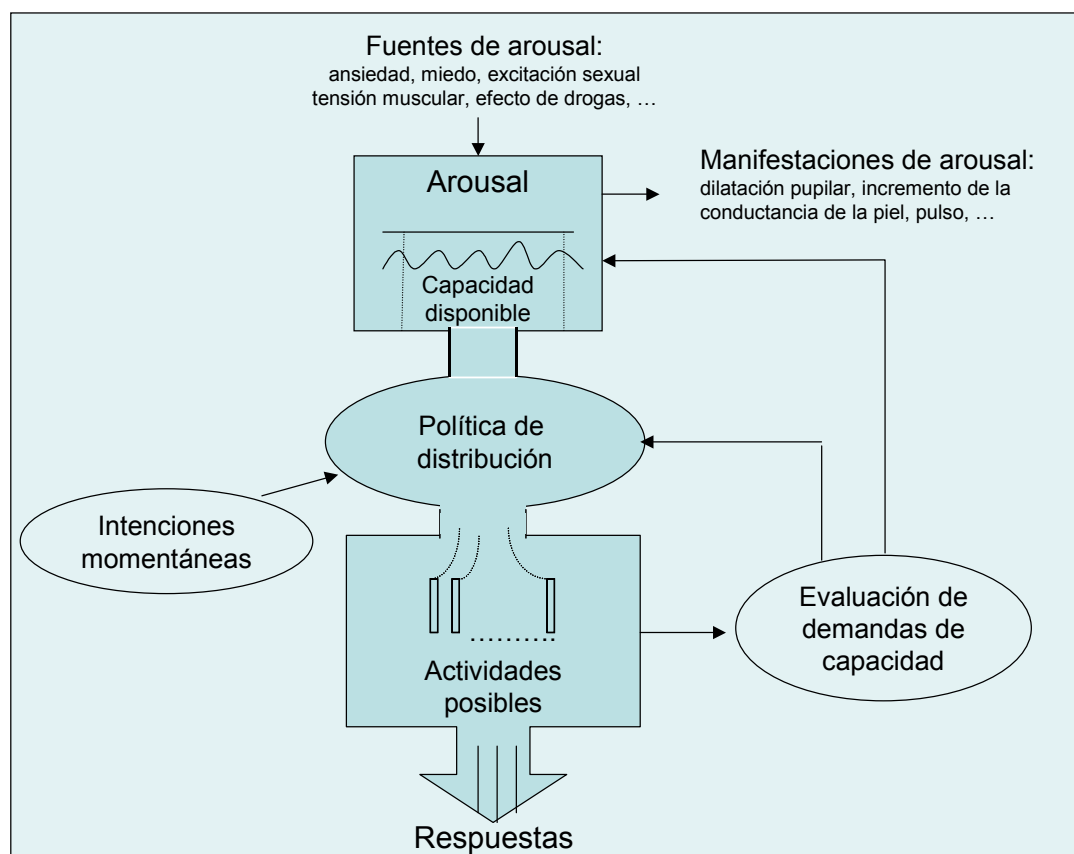 Fuentes de arousal:
ansiedad, miedo, excitación sexual
tensión muscular, efecto de drogas, …
Arousal
Manifestaciones de arousal:
dilatación pupilar, incremento de la
conductancia de la piel, pulso, …
Capacidad
disponible
Política de
distribución
Intenciones
momentáneas
Evaluación de
demandas de
capacidad
Actividades
posibles
Respuestas